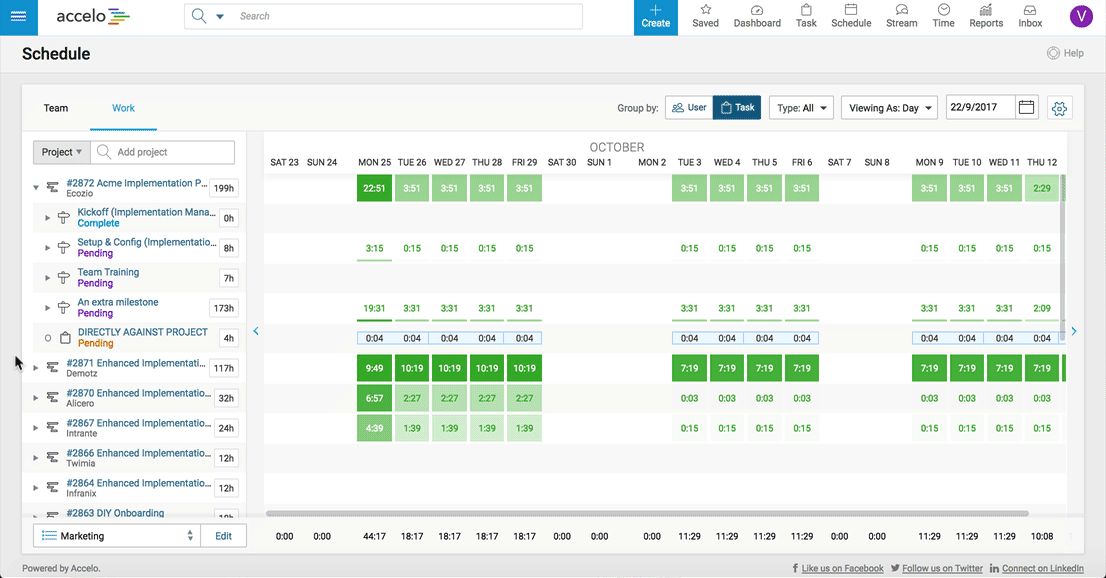 accelo
Search
Create
Saved
Dashboard
Task
Schedule
Stream
Time
Reports
Inbox
V
Schedule
Help
Team
Work
Group by:
User
Task
Type: All
Viewing As: Day
22/9/2017
Project
Add project
OCTOBER
SAT 23 SUN 24 MON 25 TUE 26 WED 27 THU 28 FRI 29 SAT 30 SUN 1 MON 2 TUE 3 WED 4 THU 5 FRI 6 SAT 7 SUN 8 MON 9 TUE 10 WED 11 THU 12
#2872 Acme Implementation P... 199h
Ecozio
22:51 3:51 3:51 3:51 3:51 3:51 3:51 3:51 3:51 3:51 3:51 3:51 2:29
Kickoff (Implementation Mana... 0h
Complete
Setup & Config (Implementatio... 8h
Pending
3:15 0:15 0:15 0:15 0:15 0:15 0:15 0:15 0:15 0:15 0:15 0:15 0:15
Team Training 7h
Pending
An extra milestone 173h
Pending
19:31 3:31 3:31 3:31 3:31 3:31 3:31 3:31 3:31 3:31 3:31 3:31 2:09
DIRECTLY AGAINST PROJECT 4h
Pending
0:04 0:04 0:04 0:04 0:04 0:04 0:04 0:04 0:04 0:04 0:04 0:04 0:04
#2871 Enhanced Implementati... 117h
Demotz
9:49 10:19 10:19 10:19 10:19 7:19 7:19 7:19 7:19 7:19 7:19 7:19 7:19
#2870 Enhanced Implementatio... 32h
Alicero
6:57 2:27 2:27 2:27 2:27 0:03 0:03 0:03 0:03 0:03 0:03 0:03 0:03
#2867 Enhanced Implementatio... 24h
Intrante
4:39 1:39 1:39 1:39 1:39 0:15 0:15 0:15 0:15 0:15 0:15 0:15 0:15
#2866 Enhanced Implementatio... 12h
Twimia
#2864 Enhanced Implementatio... 12h
Infranix
#2863 DIY Onboarding
Marketing
Edit
0:00 0:00 44:17 18:17 18:17 18:17 18:17 0:00 0:00 0:00 11:29 11:29 11:29 11:29 0:00 0:00 11:29 11:29 11:29 10:08
Powered by Accelo.
Like us on Facebook
Follow us on Twitter
Connect on LinkedIn